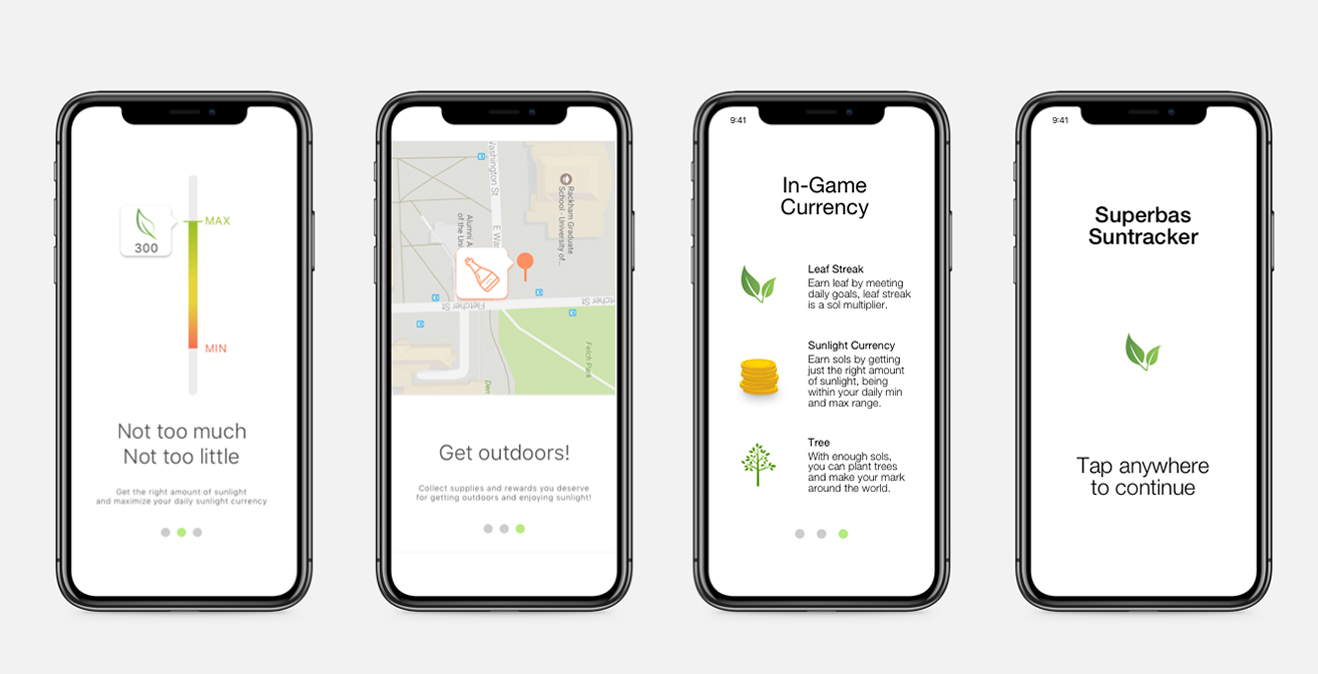 300
MAX
MIN
Not too much
Not too little
Get the right amount of sunlight
and maximize your daily sunlight currency
Washington St
Rackham Graduate
School - University
of...
Alumni A
of the Uni
E Wa
Fletcher St
Fletcher St
Felch Park
Den
Get outdoors!
Collect supplies and rewards you deserve
for getting outdoors and enjoying sunlight!
9:41
In-Game
Currency
Leaf Streak
Earn leaf by meeting
daily goals, leaf streak
is a sol multiplier.
Sunlight Currency
Earn sols by getting
just the right amount
of sunlight, being
within your daily min
and max range.
Tree
With enough sols,
you can plant trees
and make your mark
around the world.
9:41
Superbas
Suntracker
Tap anywhere
to continue